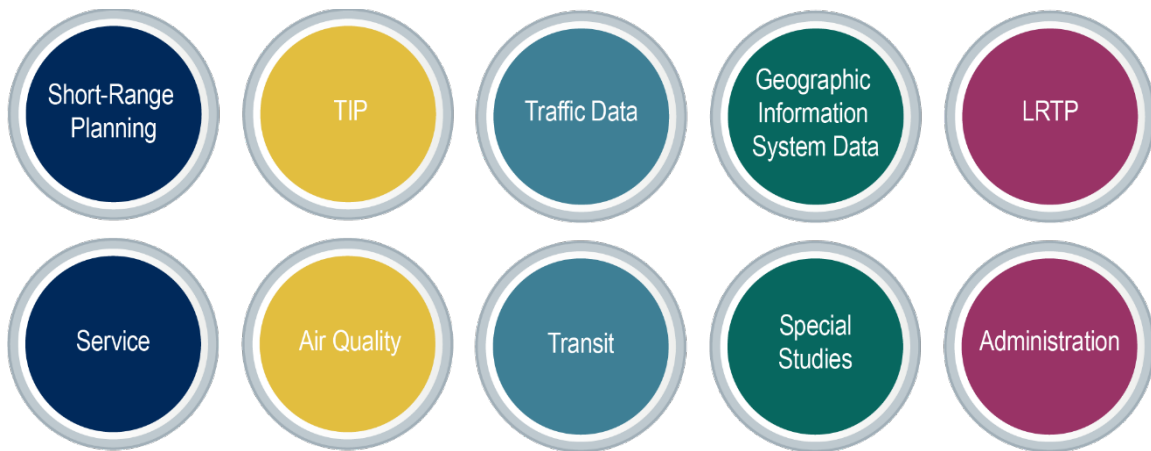 Short-Range
Planning
TIP
Traffic Data
Geographic
Information
System Data
LRTP
Service
Air Quality
Transit
Special
Studies
Administration